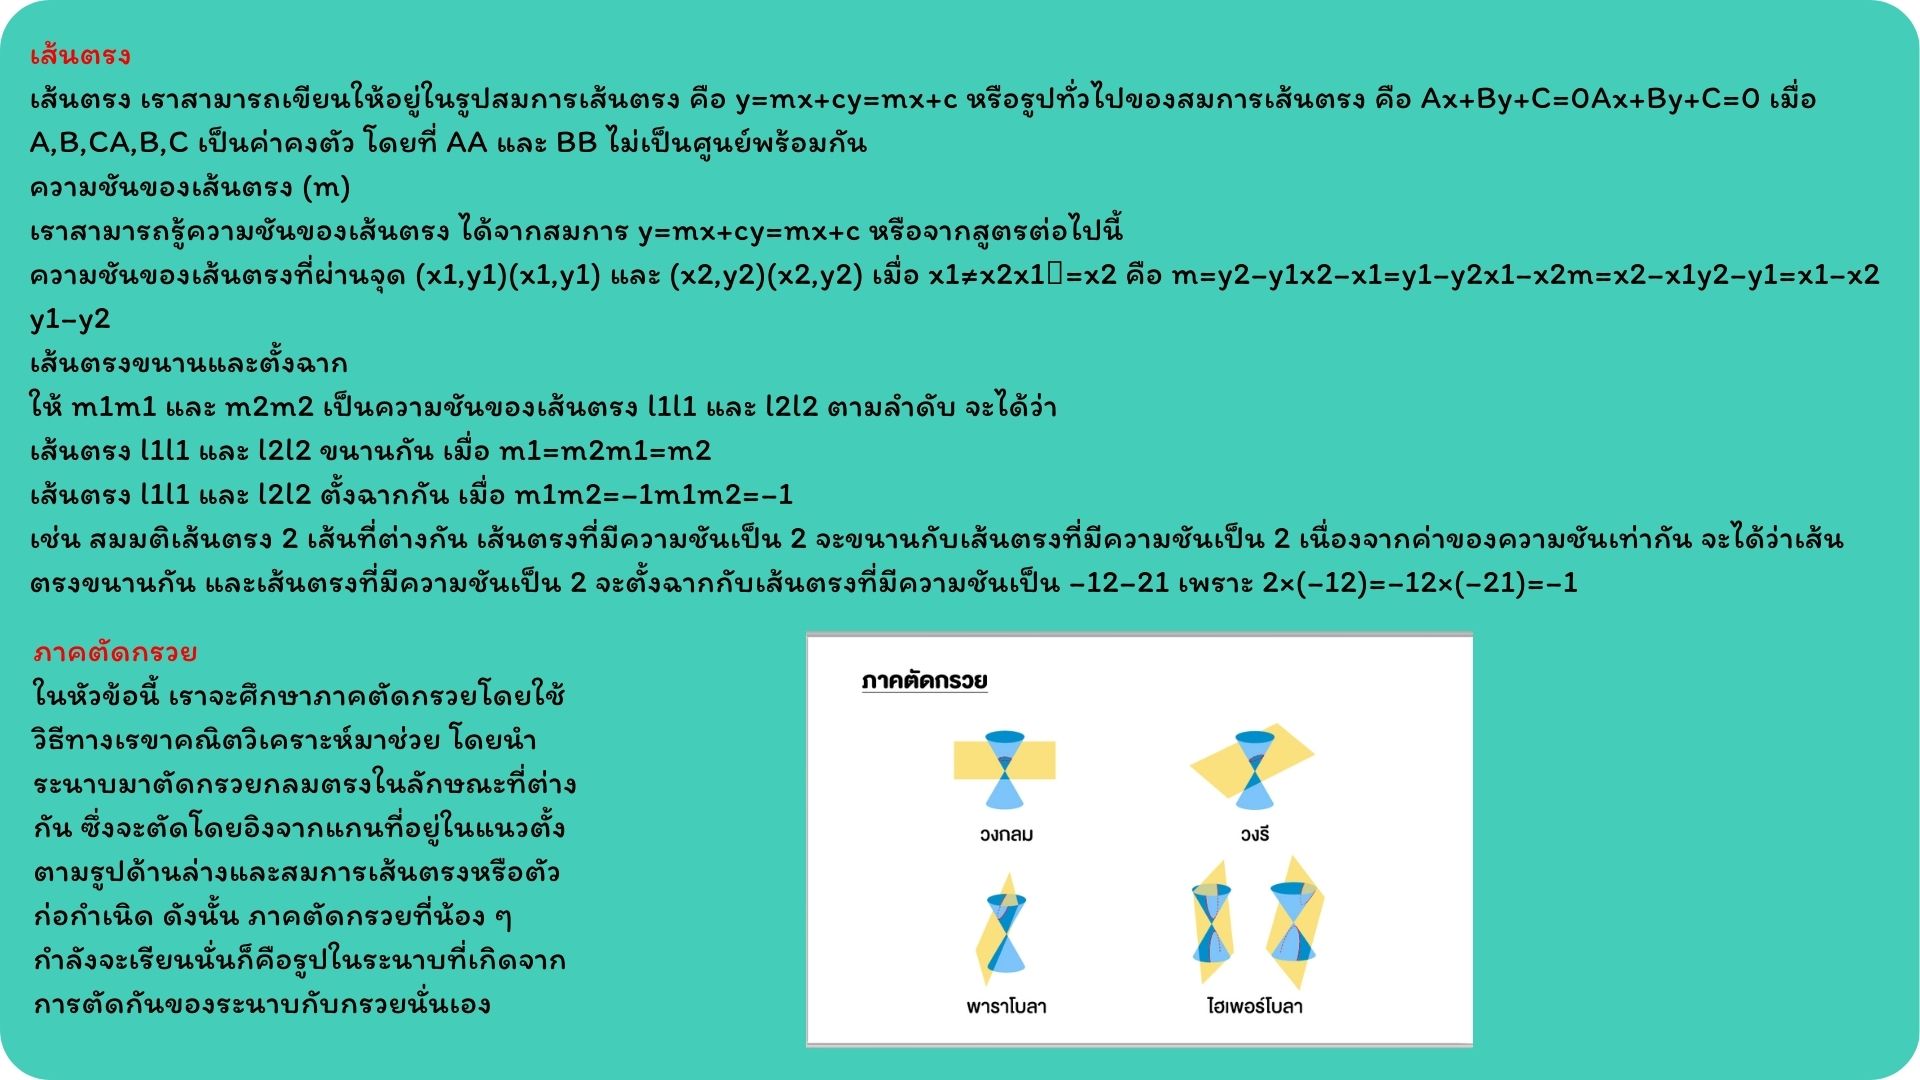 เส้นตรง
เส้นตรง เราสามารถเขียนให้อยู่ในรูปสมการเส้นตรง คือ y=mx+cy=mx+c หรือรูปทั่วไปของสมการเส้นตรง คือ Ax+By+C=0Ax+By+C=0 เมื่อ
A,B,CA,B,C เป็นค่าคงตัว โดยที่ AA และ BB ไม่เป็นศูนย์พร้อมกัน
ความชันของเส้นตรง (m)
เราสามารถรู้ความชันของเส้นตรง ได้จากสมการ y=mx+cy=mx+c หรือจากสูตรต่อไปนี้
ความชันของเส้นตรงที่ผ่านจุด (x1,y1)(x1,y1) และ (x2,y2)(x2,y2) เมื่อ x1≠x2x1=x2 คือ m=y2−y1x2−x1=y1−y2x1−x2m=x2−x1y2−y1=x1−x2
y1−y2
เส้นตรงขนานและตั้งฉาก
ให้ m1m1 และ m2m2 เป็นความชันของเส้นตรง l1l1 และ l2l2 ตามลำดับ จะได้ว่า
เส้นตรง l1l1 และ l2l2 ขนานกัน เมื่อ m1=m2m1=m2
เส้นตรง l1l1 และ l2l2 ตั้งฉากกัน เมื่อ m1m2=−1m1m2=−1
เช่น สมมติเส้นตรง 2 เส้นที่ต่างกัน เส้นตรงที่มีความชันเป็น 2 จะขนานกับเส้นตรงที่มีความชันเป็น 2 เนื่องจากค่าของความชันเท่ากัน จะได้ว่าเส้น
ตรงขนานกัน และเส้นตรงที่มีความชันเป็น 2 จะตั้งฉากกับเส้นตรงที่มีความชันเป็น −12−21 เพราะ 2×(−12)=−12×(−21)=−1
ภาคตัดกรวย
ในหัวข้อนี้ เราจะศึกษาภาคตัดกรวยโดยใช้
วิธีทางเรขาคณิตวิเคราะห์มาช่วย โดยนำ
ระนาบมาตัดกรวยกลมตรงในลักษณะที่ต่าง
กัน ซึ่งจะตัดโดยอิงจากแกนที่อยู่ในแนวตั้ง
ตามรูปด้านล่างและสมการเส้นตรงหรือตัว
ก่อกำเนิด ดังนั้น ภาคตัดกรวยที่น้อง ๆ
กำลังจะเรียนนั่นก็คือรูปในระนาบที่เกิดจาก
การตัดกันของระนาบกับกรวยนั่นเอง
ภาคตัดกรวย
วงกลม
วงรี
พาราโบลา
ไฮเพอร์โบลา